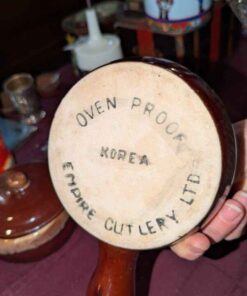 OVEN PROOF
KOREA
EMPIRE CUTLERY LTD